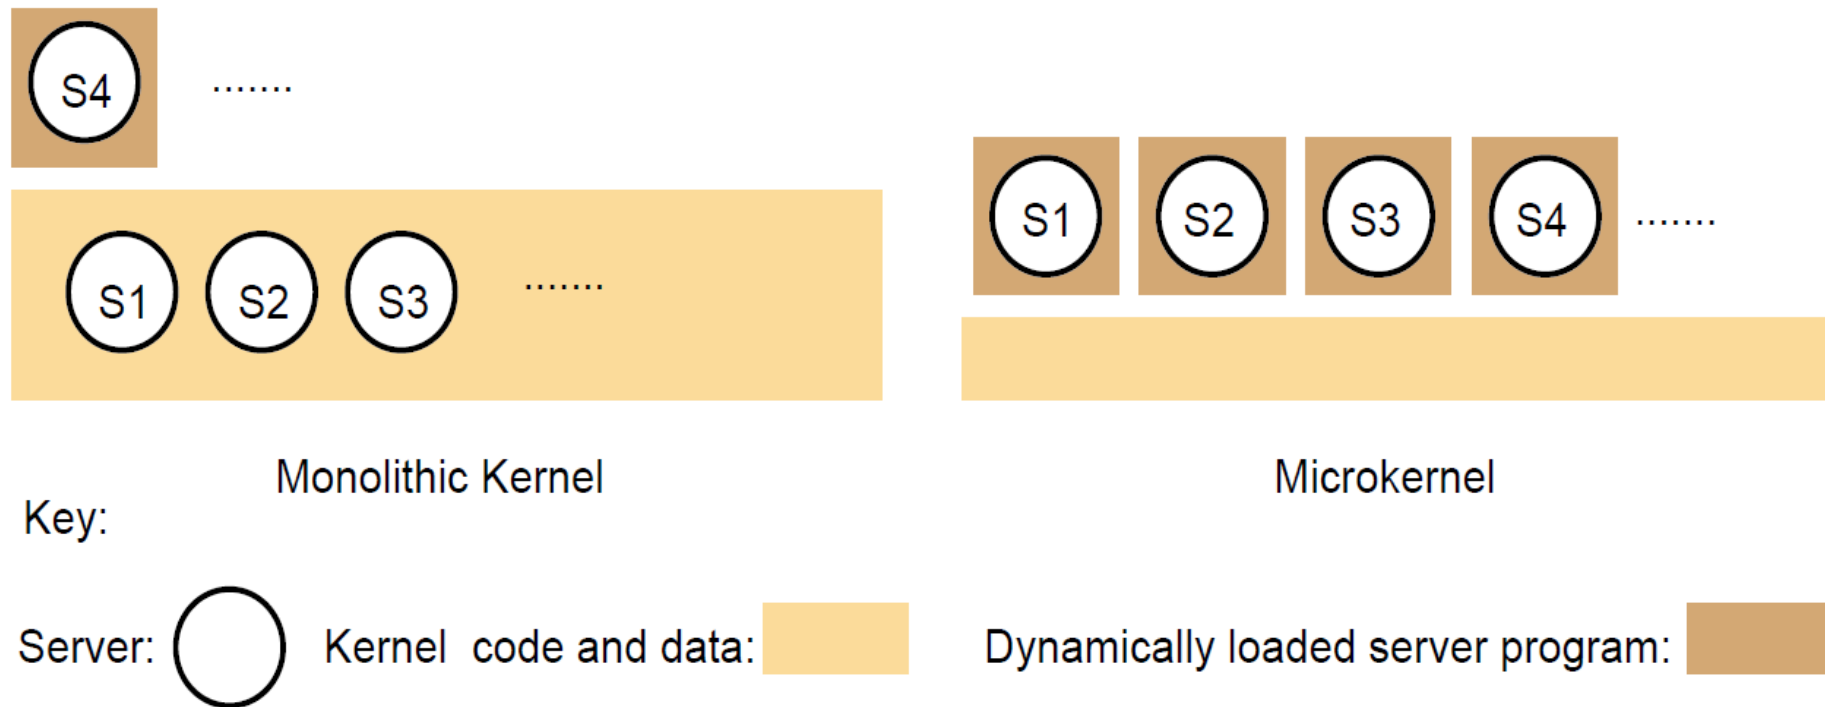 S4 .......
S1 S2 S3 .......
Monolithic Kernel
S1 S2 S3 S4 .......
Microkernel
Key:
Server: Kernel code and data: Dynamically loaded server program: